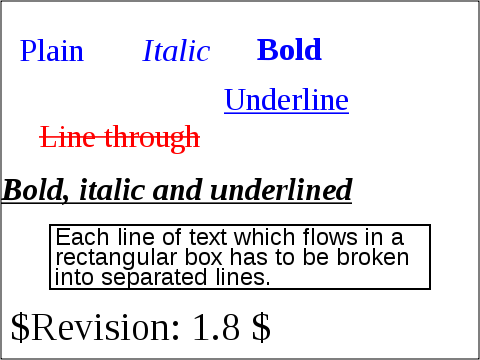 Plain Italic Bold
Underline
Line through
Bold, italic and underlined
Each line of text which flows in a
rectangular box has to be broken
into separated lines.
$Revision: 1.8 $